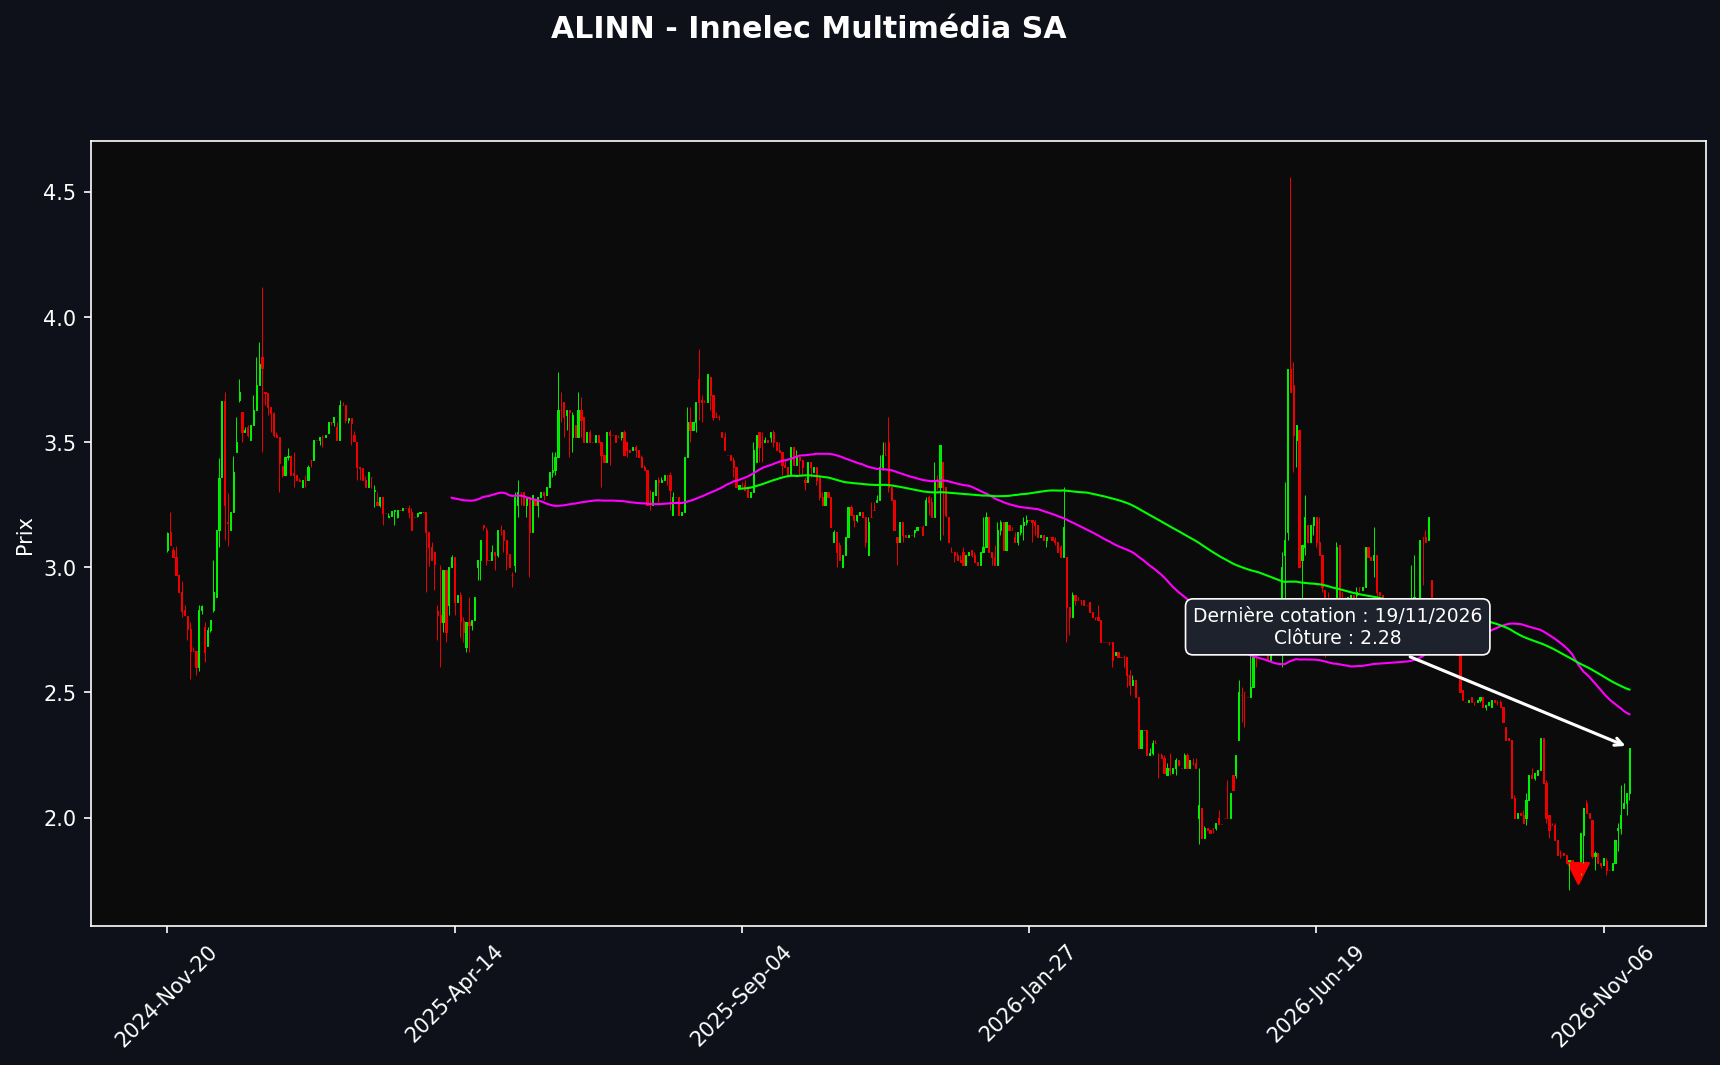 ALINN - Innelec Multimédia SA
4.5
4.0
3.5
3.0
2.5
2.0
Prix
Dernière cotation : 19/11/2026
Clôture : 2.28
2024-Nov-20
2025-Apr-14
2025-Sep-04
2026-Jan-27
2026-Jun-19
2026-Nov-06